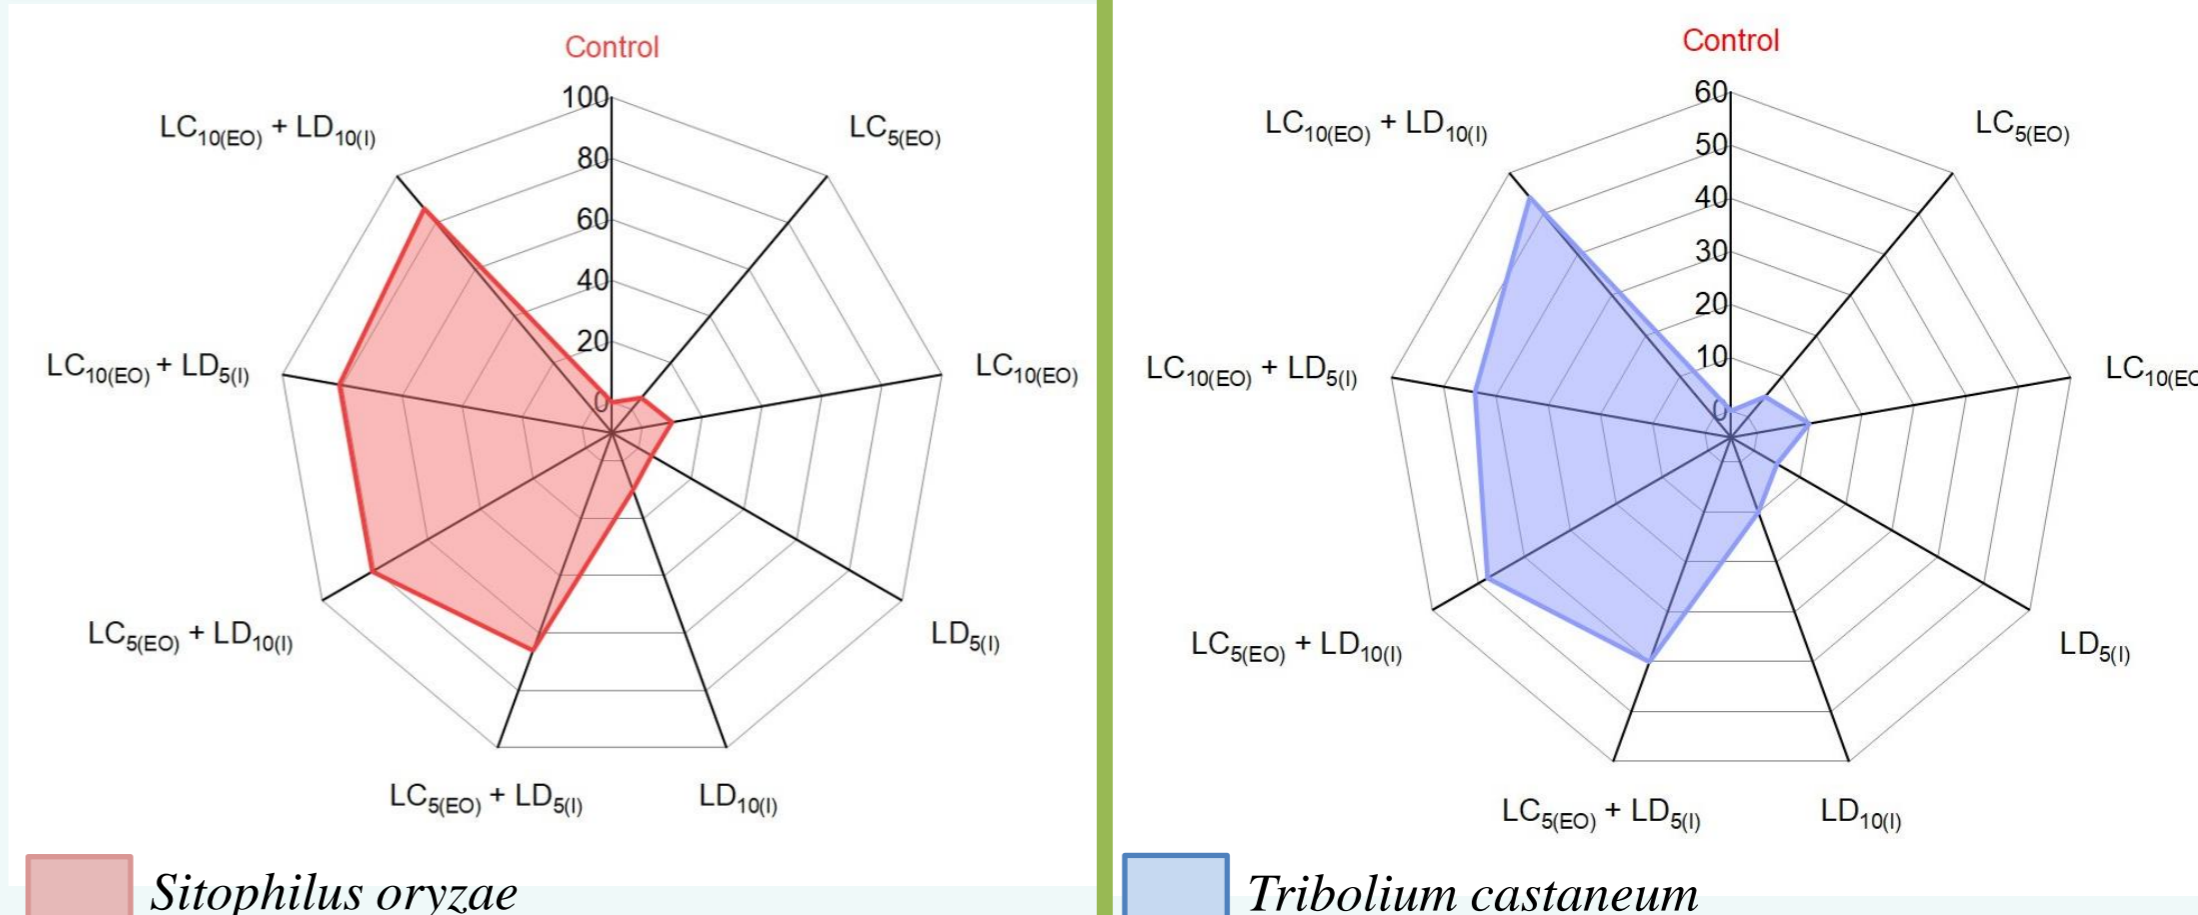 Control
100
80
60
40
20
0
LC₅(EO)
LC₁₀(EO)
LD₅(I)
LD₁₀(I)
LC₅(EO) + LD₅(I)
LC₅(EO) + LD₁₀(I)
LC₁₀(EO) + LD₅(I)
LC₁₀(EO) + LD₁₀(I)
Sitophilus oryzae
Control
60
50
40
30
20
10
0
LC₅(EO)
LC₁₀(EO
LD₅(I)
LD₁₀(I)
LC₅(EO) + LD₅(I)
LC₅(EO) + LD₁₀(I)
LC₁₀(EO) + LD₅(I)
LC₁₀(EO) + LD₁₀(I)
Tribolium castaneum